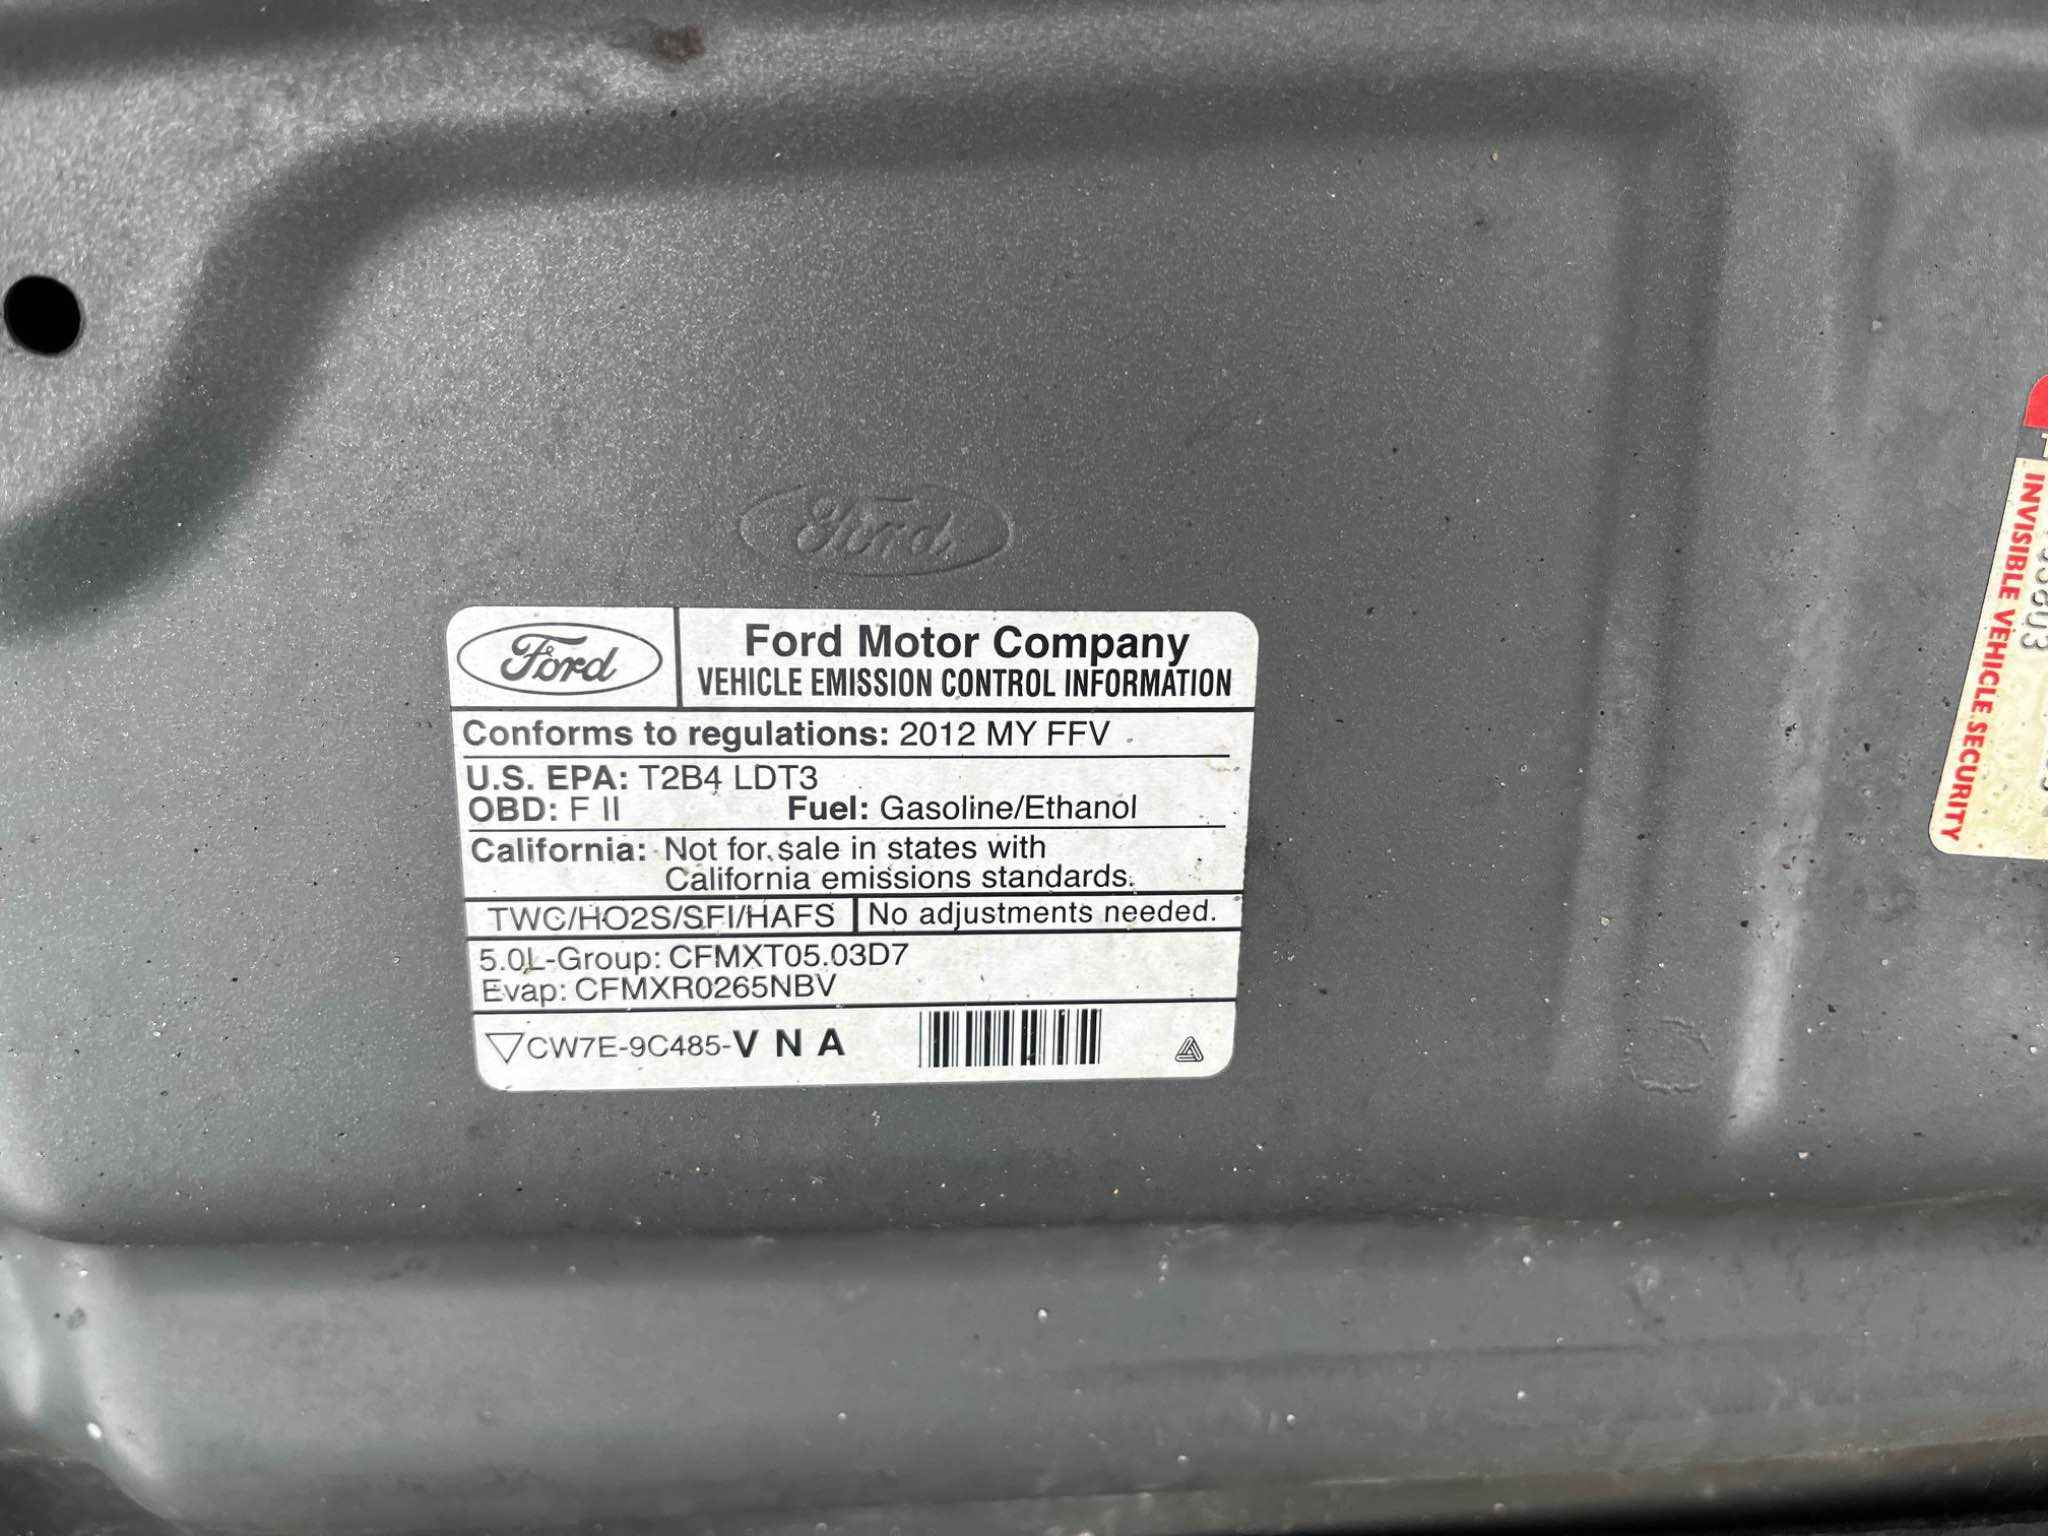 Ford
Ford
Ford Motor Company
VEHICLE EMISSION CONTROL INFORMATION
Conforms to regulations: 2012 MY FFV
U.S. EPA: T2B4 LDT3
OBD: F II Fuel: Gasoline/Ethanol
California: Not for sale in states with
California emissions standards.
TWC/HO2S/SFI/HAFS No adjustments needed.
5.0L-Group: CFMXT05.03D7
Evap: CFMXR0265NBV
CW7E-9C485-V N A
INVISIBLE VEHICLE SECURITY